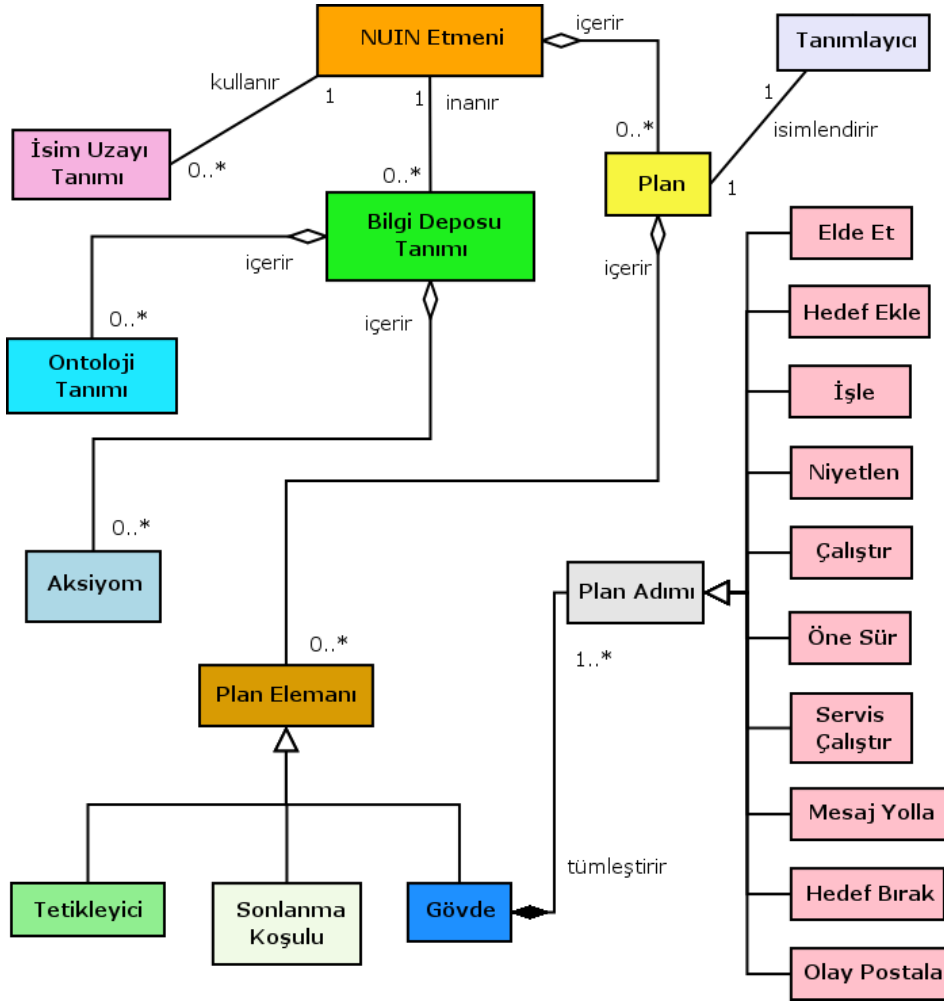 NUIN Etmeni
içerir
Tanımlayıcı
kullanır
1
1
inanır
1
isimlendirir
İsim Uzayı
Tanımı
0..*
0..*
0..*
Plan
1
Bilgi Deposu
Tanımı
içerir
içerir
içerir
0..*
Ontoloji
Tanımı
0..*
Aksiyom
0..*
Plan Elemanı
Plan Adımı
1..*
tümleştirir
Tetikleyici
Sonlanma
Koşulu
Gövde
Elde Et
Hedef Ekle
İşle
Niyetlen
Çalıştır
Öne Sür
Servis
Çalıştır
Mesaj Yolla
Hedef Bırak
Olay Postala